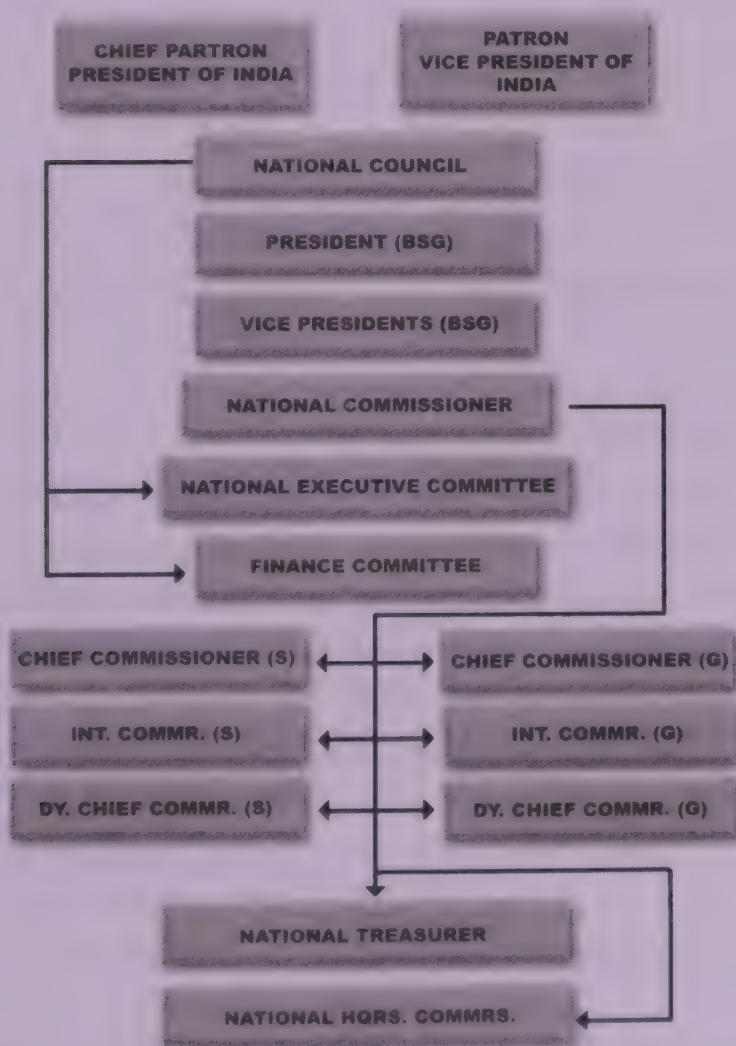 CHIEF PARTRON
PRESIDENT OF INDIA
PATRON
VICE PRESIDENT OF
INDIA
NATIONAL COUNCIL
PRESIDENT (BSG)
VICE PRESIDENTS (BSG)
NATIONAL COMMISSIONER
NATIONAL EXECUTIVE COMMITTEE
FINANCE COMMITTEE
CHIEF COMMISSIONER (S)
CHIEF COMMISSIONER (G)
INT. COMMR. (S)
INT. COMMR. (G)
DY. CHIEF COMMR. (S)
DY. CHIEF COMMR. (G)
NATIONAL TREASURER
NATIONAL HQRS. COMMRS.